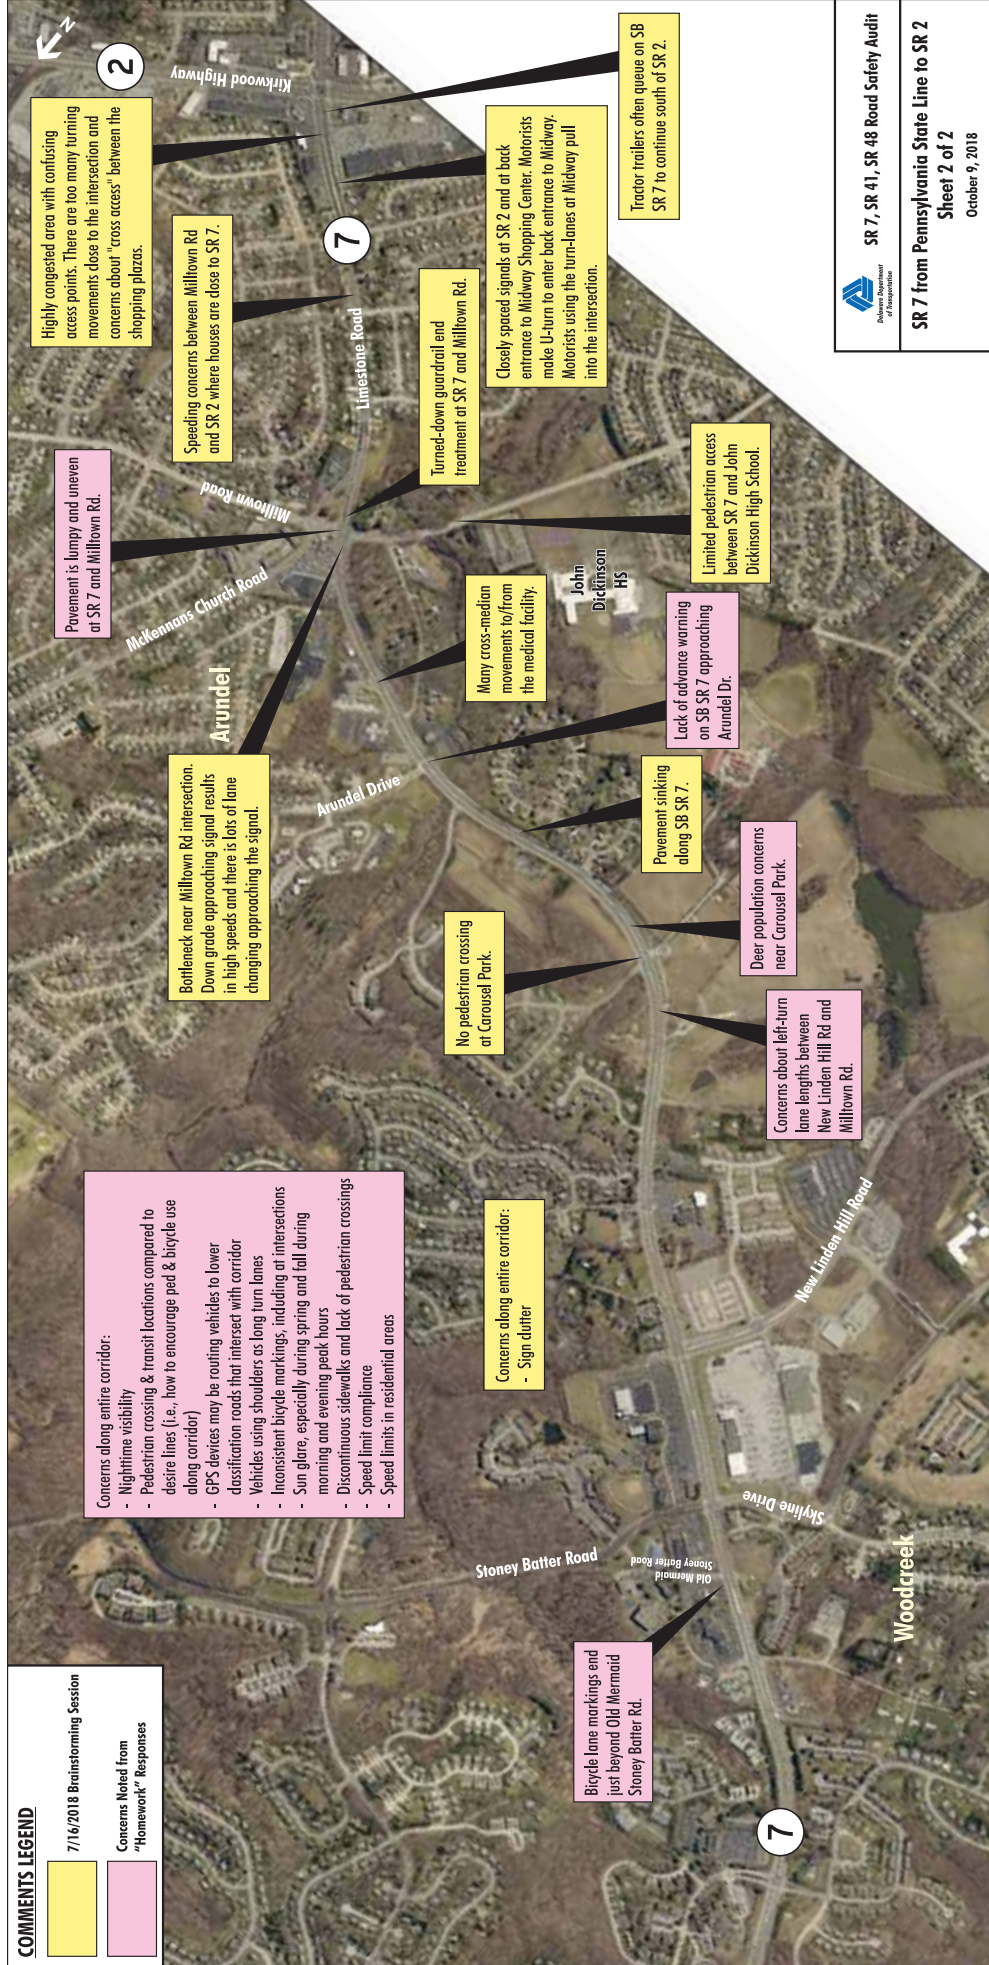 COMMENTS LEGEND
7/16/2018 Brainstorming Session
Concerns Noted from
"Homework" Responses
Concerns along entire corridor:
- Nighttime visibility
- Pedestrian crossing & transit locations compared to
desire lines (i.e., how to encourage ped & bicycle use
along corridor)
- GPS devices may be routing vehicles to lower
classification roads that intersect with corridor
- Vehicles using shoulders as long turn lanes
- Inconsistent bicycle markings, including at intersections
- Sun glare, especially during spring and fall during
morning and evening peak hours
- Discontinuous sidewalks and lack of pedestrian crossings
- Speed limit compliance
- Speed limits in residential areas
Bottleneck near Milltown Rd intersection.
Down grade approaching signal results
in high speeds and there is lots of lane
changing approaching the signal.
Arundel
McKennans Church Road
Pavement is lumpy and uneven
at SR 7 and Milltown Rd.
Milltown Road
Speeding concerns between Milltown Rd
and SR 2 where houses are close to SR 7.
Highly congested area with confusing
access points. There are too many turning
movements close to the intersection and
concerns about "cross access" between the
shopping plazas.
2
N
Kirkwood Highway
7
Limestone Road
Arundel Drive
Turned-down guardrail end
treatment at SR 7 and Milltown Rd.
Closely spaced signals at SR 2 and at back
entrance to Midway Shopping Center. Motorists
make U-turn to enter back entrance to Midway.
Motorists using the turn-lanes at Midway pull
into the intersection.
Tractor trailers often queue on SB
SR 7 to continue south of SR 2.
Stoney Batter Road
Concerns along entire corridor:
- Sign clutter
No pedestrian crossing
at Carousel Park.
Many cross-median
movements to/from
the medical facility.
John
Dickinson
HS
Limited pedestrian access
between SR 7 and John
Dickinson High School.
Bicycle lane markings end
just beyond Old Mermaid
Stoney Batter Rd.
Old Mermaid
Stoney Batter Road
Pavement sinking
along SB SR 7.
Lack of advance warning
on SB SR 7 approaching
Arundel Dr.
7
Skyline Drive
Woodcreek
New Linden Hill Road
Concerns about left-turn
lane lengths between
New Linden Hill Rd and
Milltown Rd.
Deer population concerns
near Carousel Park.
Delaware Department
of Transportation
SR 7, SR 41, SR 48 Road Safety Audit
SR 7 from Pennsylvania State Line to SR 2
Sheet 2 of 2
October 9, 2018